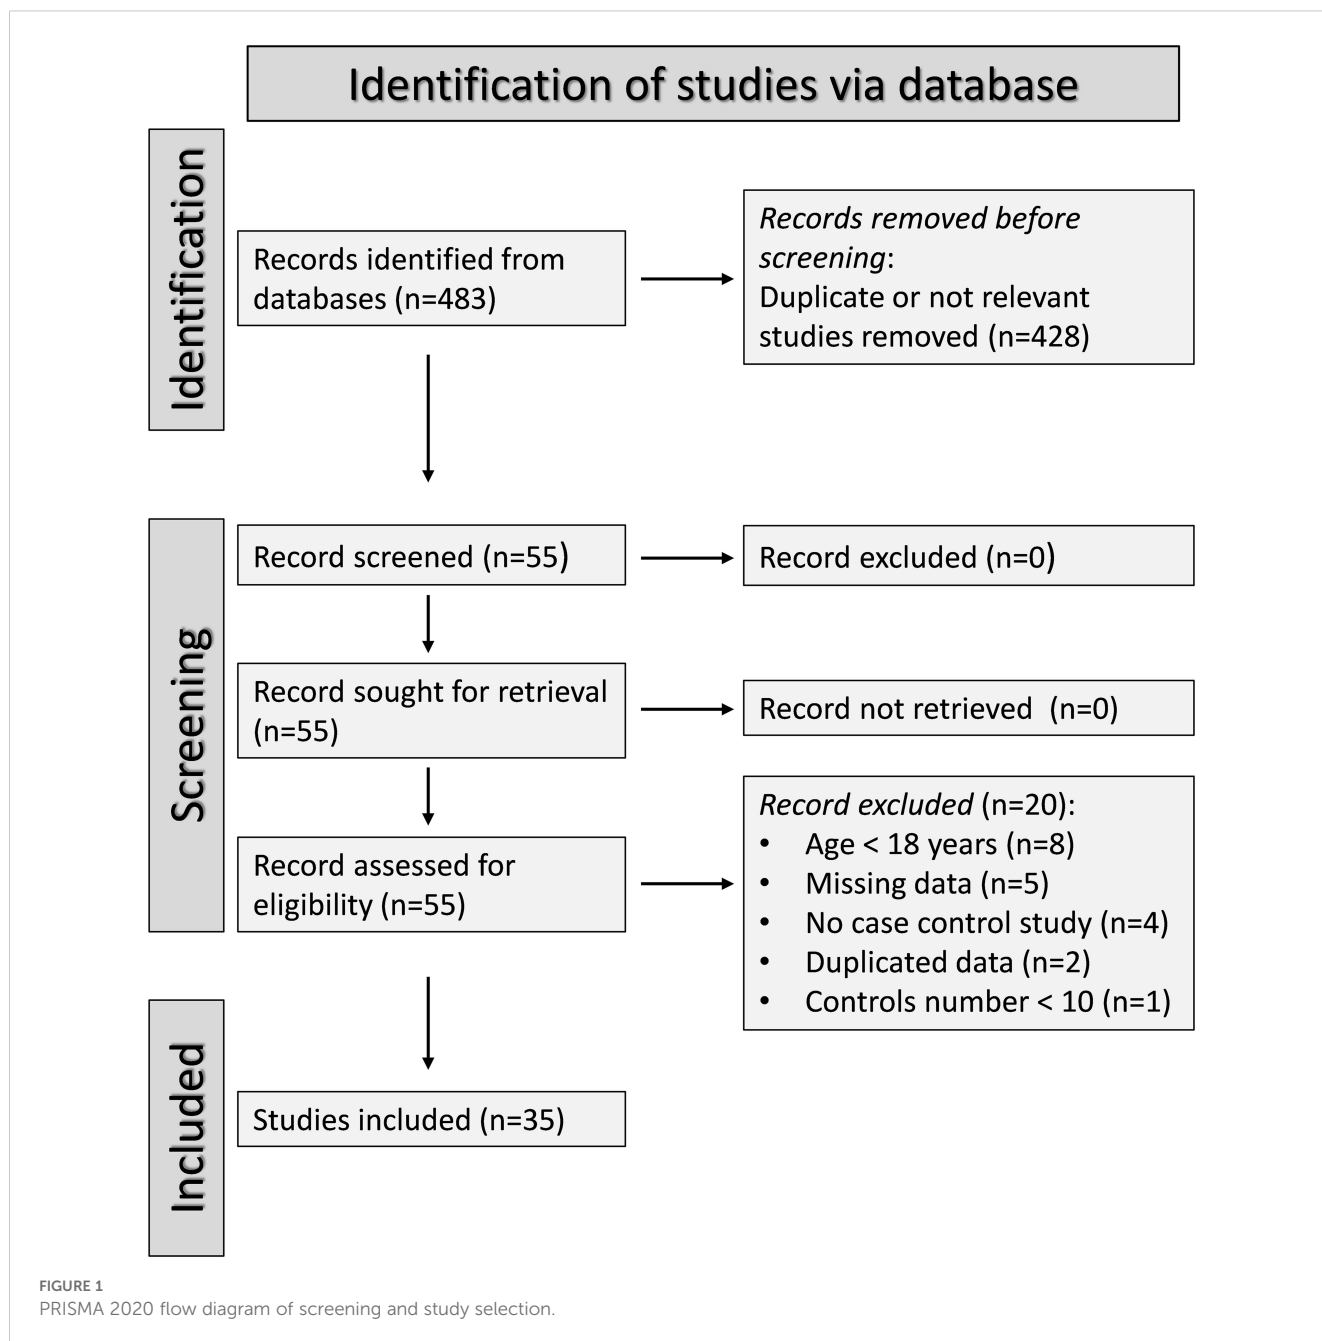 Identification of studies via database
Identification
Records identified from
databases (n=483)
Records removed before
screening:
Duplicate or not relevant
studies removed (n=428)
Screening
Record screened (n=55)
Record excluded (n=0)
Record sought for retrieval
(n=55)
Record not retrieved (n=0)
Record assessed for
eligibility (n=55)
Record excluded (n=20):
• Age < 18 years (n=8)
• Missing data (n=5)
• No case control study (n=4)
• Duplicated data (n=2)
• Controls number < 10 (n=1)
Included
Studies included (n=35)
FIGURE 1
PRISMA 2020 flow diagram of screening and study selection.